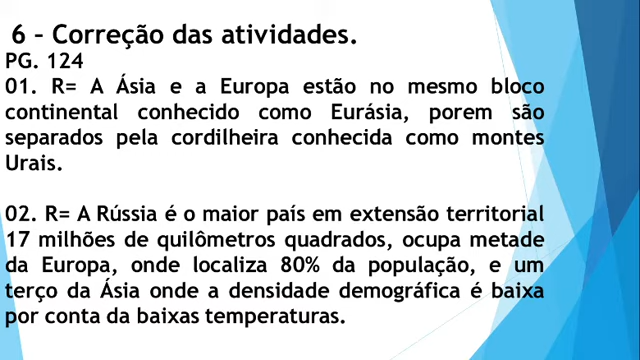 6 – Correção das atividades.
PG. 124
01. R= A Ásia e a Europa estão no mesmo bloco
continental conhecido como Eurásia, porem são
separados pela cordilheira conhecida como montes
Urais.
02. R= A Rússia é o maior país em extensão territorial
17 milhões de quilômetros quadrados, ocupa metade
da Europa, onde localiza 80% da população, e um
terço da Ásia onde a densidade demográfica é baixa
por conta da baixas temperaturas.